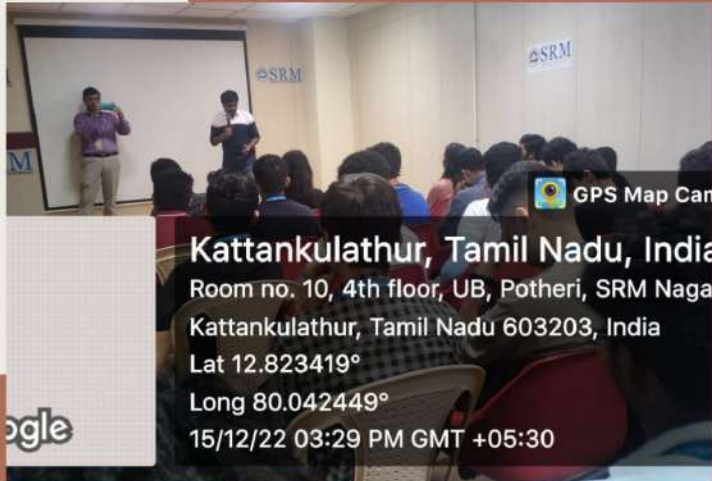 SRM
SRM
M
GPS Map Cam
Kattankulathur, Tamil Nadu, India
Room no. 10, 4th floor, UB, Potheri, SRM Naga
Kattankulathur, Tamil Nadu 603203, India
Lat 12.823419°
Long 80.042449°
15/12/22 03:29 PM GMT +05:30
ogle